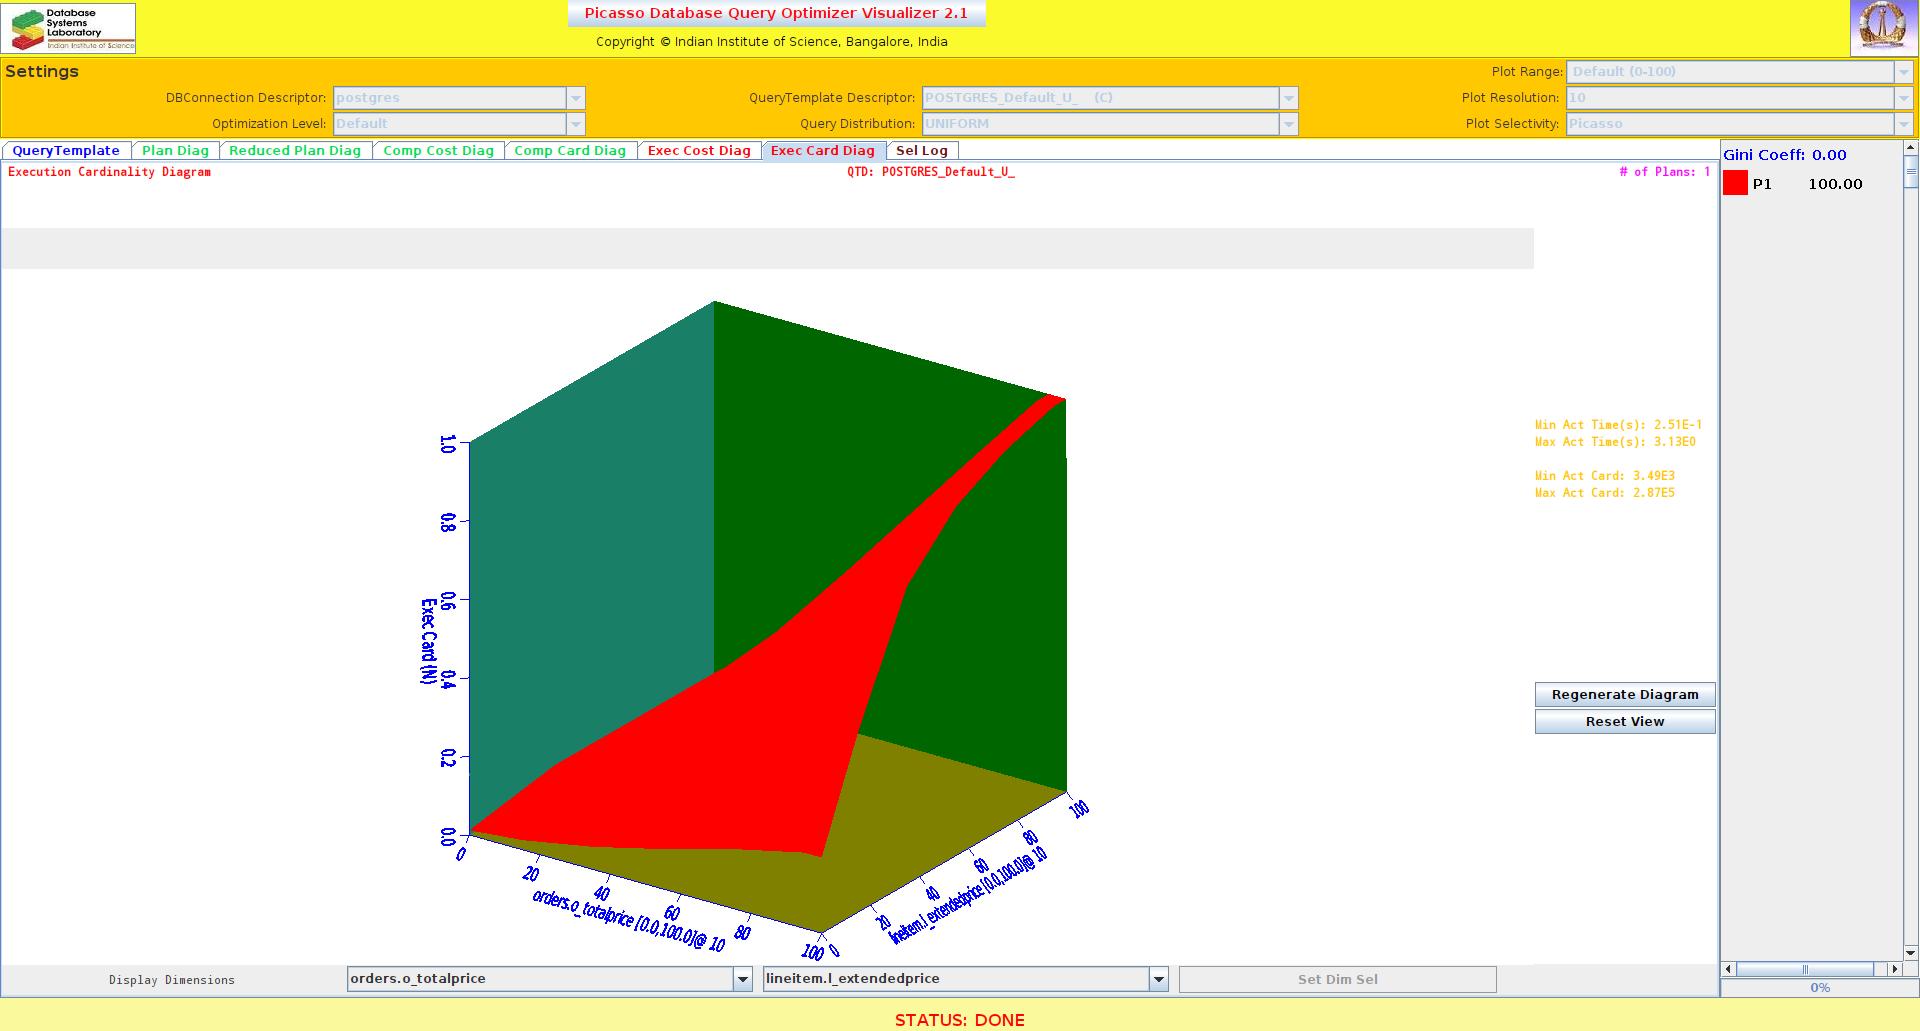 Database
Systems
Laboratory
Indian Institute of Science
Picasso Database Query Optimizer Visualizer 2.1
Copyright © Indian Institute of Science, Bangalore, India
Settings
Plot Range: Default (0-100)
DBConnection Descriptor: postgres
QueryTemplate Descriptor: POSTGRES_Default_U_ (C)
Plot Resolution: 10
Optimization Level: Default
Query Distribution: UNIFORM
Plot Selectivity: Picasso
QueryTemplate Plan Diag Reduced Plan Diag Comp Cost Diag Comp Card Diag Exec Cost Diag Exec Card Diag Sel Log
Execution Cardinality Diagram
QTD: POSTGRES_Default_U_
# of Plans: 1
Gini Coeff: 0.00
P1 100.00
Min Act Time(s): 2.51E-1
Max Act Time(s): 3.13E0
Min Act Card: 3.49E3
Max Act Card: 2.87E5
Regenerate Diagram
Reset View
1.0
0.8
0.6
0.4
0.2
0.0
Exec Card (N)
0 20 40 60 80 100
orders.o_totalprice [0.0,100.0]@ 10
0 20 40 60 80 100
lineitem.l_extendedprice [0.0,100.0]@ 10
Display Dimensions
orders.o_totalprice
lineitem.l_extendedprice
Set Dim Sel
0%
STATUS: DONE